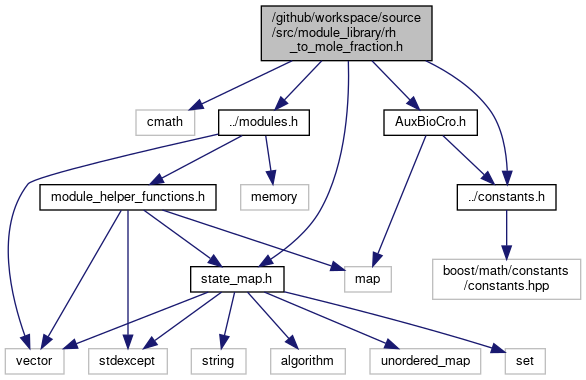 /github/workspace/source
/src/module_library/rh
_to_mole_fraction.h
cmath
../modules.h
AuxBioCro.h
module_helper_functions.h
memory
../constants.h
state_map.h
map
boost/math/constants
/constants.hpp
vector
stdexcept
string
algorithm
unordered_map
set